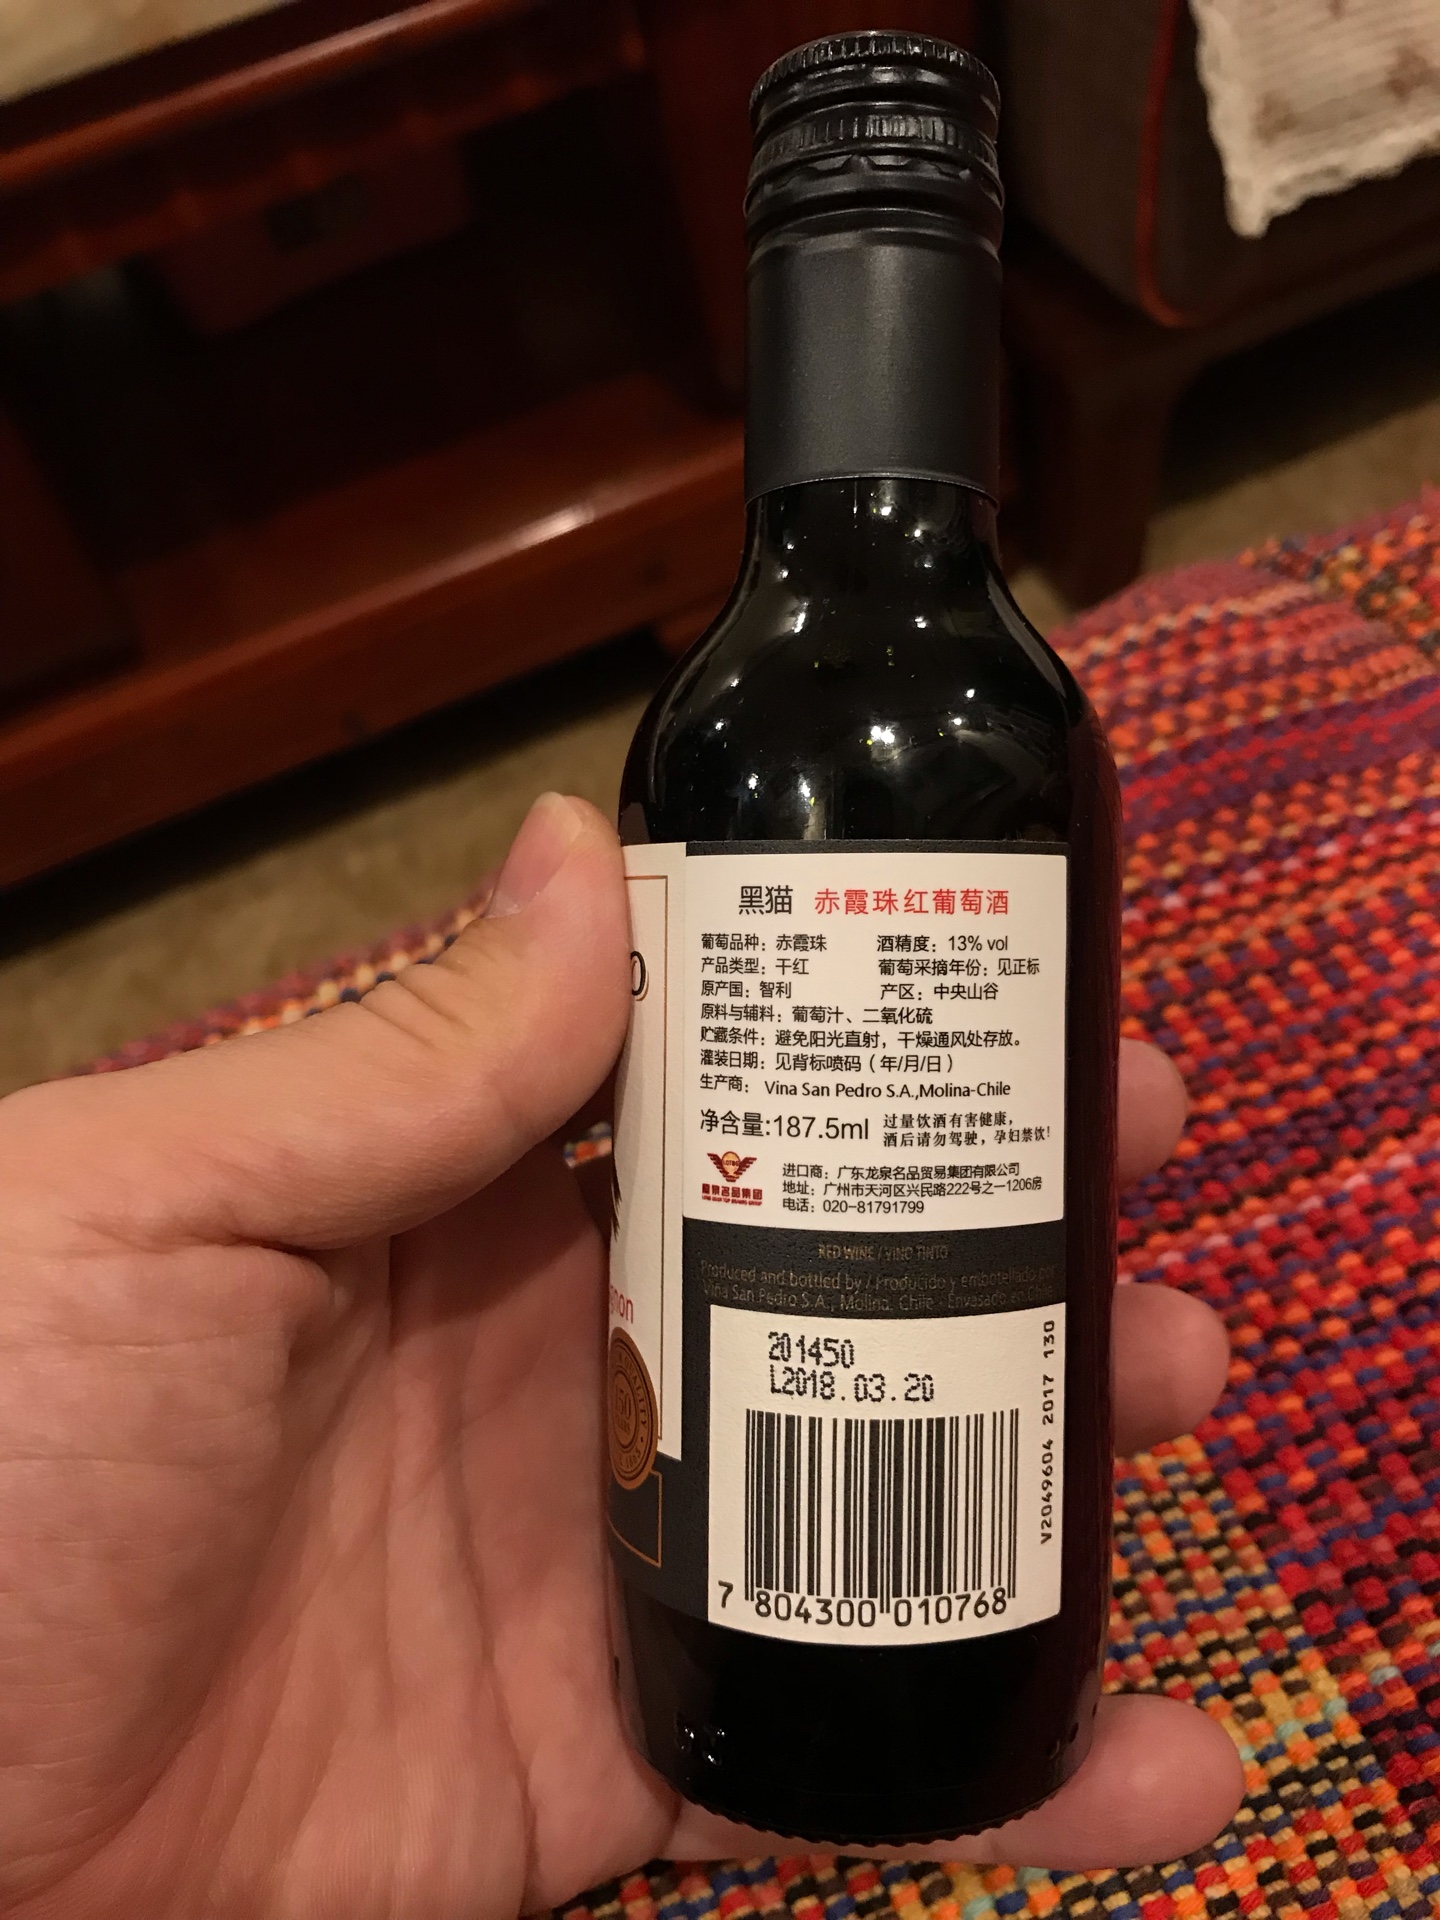 黑猫 赤霞珠红葡萄酒
葡萄品种：赤霞珠 酒精度：13% vol
产品类型：干红 葡萄采摘年份：见正标
原产国：智利 产区：中央山谷
原料与辅料：葡萄汁、二氧化硫
贮藏条件：避免阳光直射，干燥通风处存放。
灌装日期：见背标喷码（年/月/日）
生产商： Vina San Pedro S.A.,Molina-Chile
净含量:187.5ml
过量饮酒有害健康，
酒后请勿驾驶，孕妇禁饮！
龍泉名品集团
进口商：广东龙泉名品贸易集团有限公司
地址：广州市天河区兴民路222号之一1206房
电话：020-81791799
RED WINE / VINO TINTO
Produced and bottled by / Producido y embotellado por
Viña San Pedro S.A., Molina, Chile - Envasado en Chile
201450
L2018.03.20
7 804300 010768
V2049604 2017 130